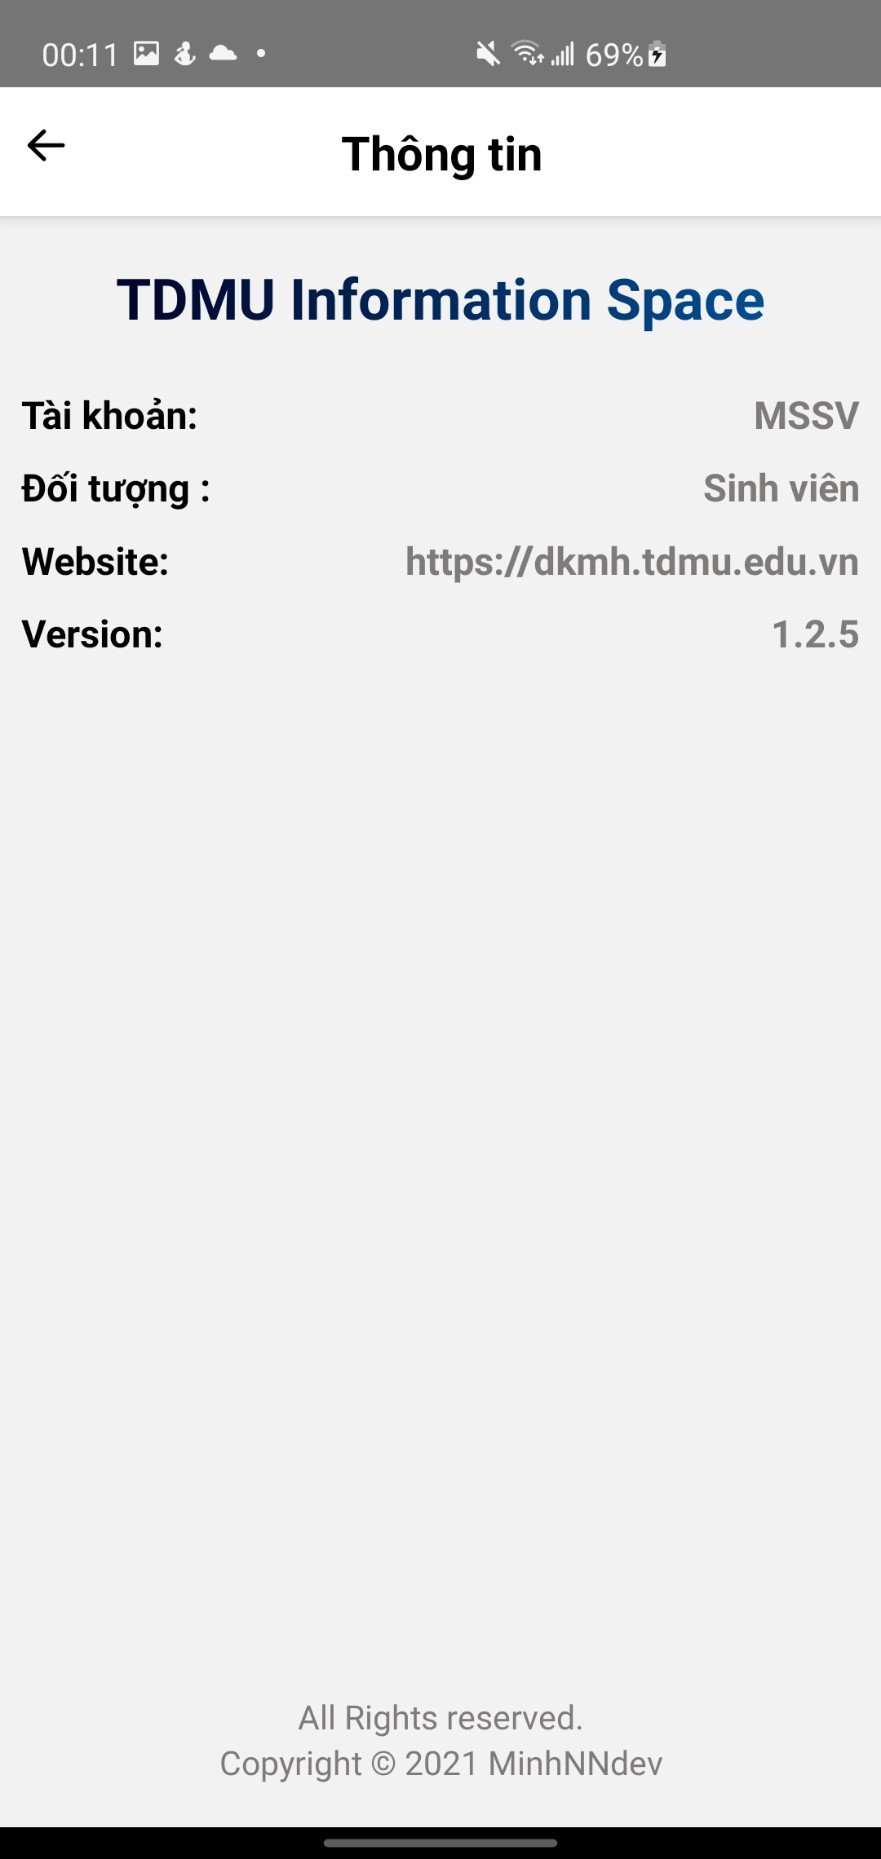 00:11
69%
Thông tin
TDMU Information Space
Tài khoản: MSSV
Đối tượng : Sinh viên
Website: https://dkmh.tdmu.edu.vn
Version: 1.2.5
All Rights reserved.
Copyright © 2021 MinhNNdev